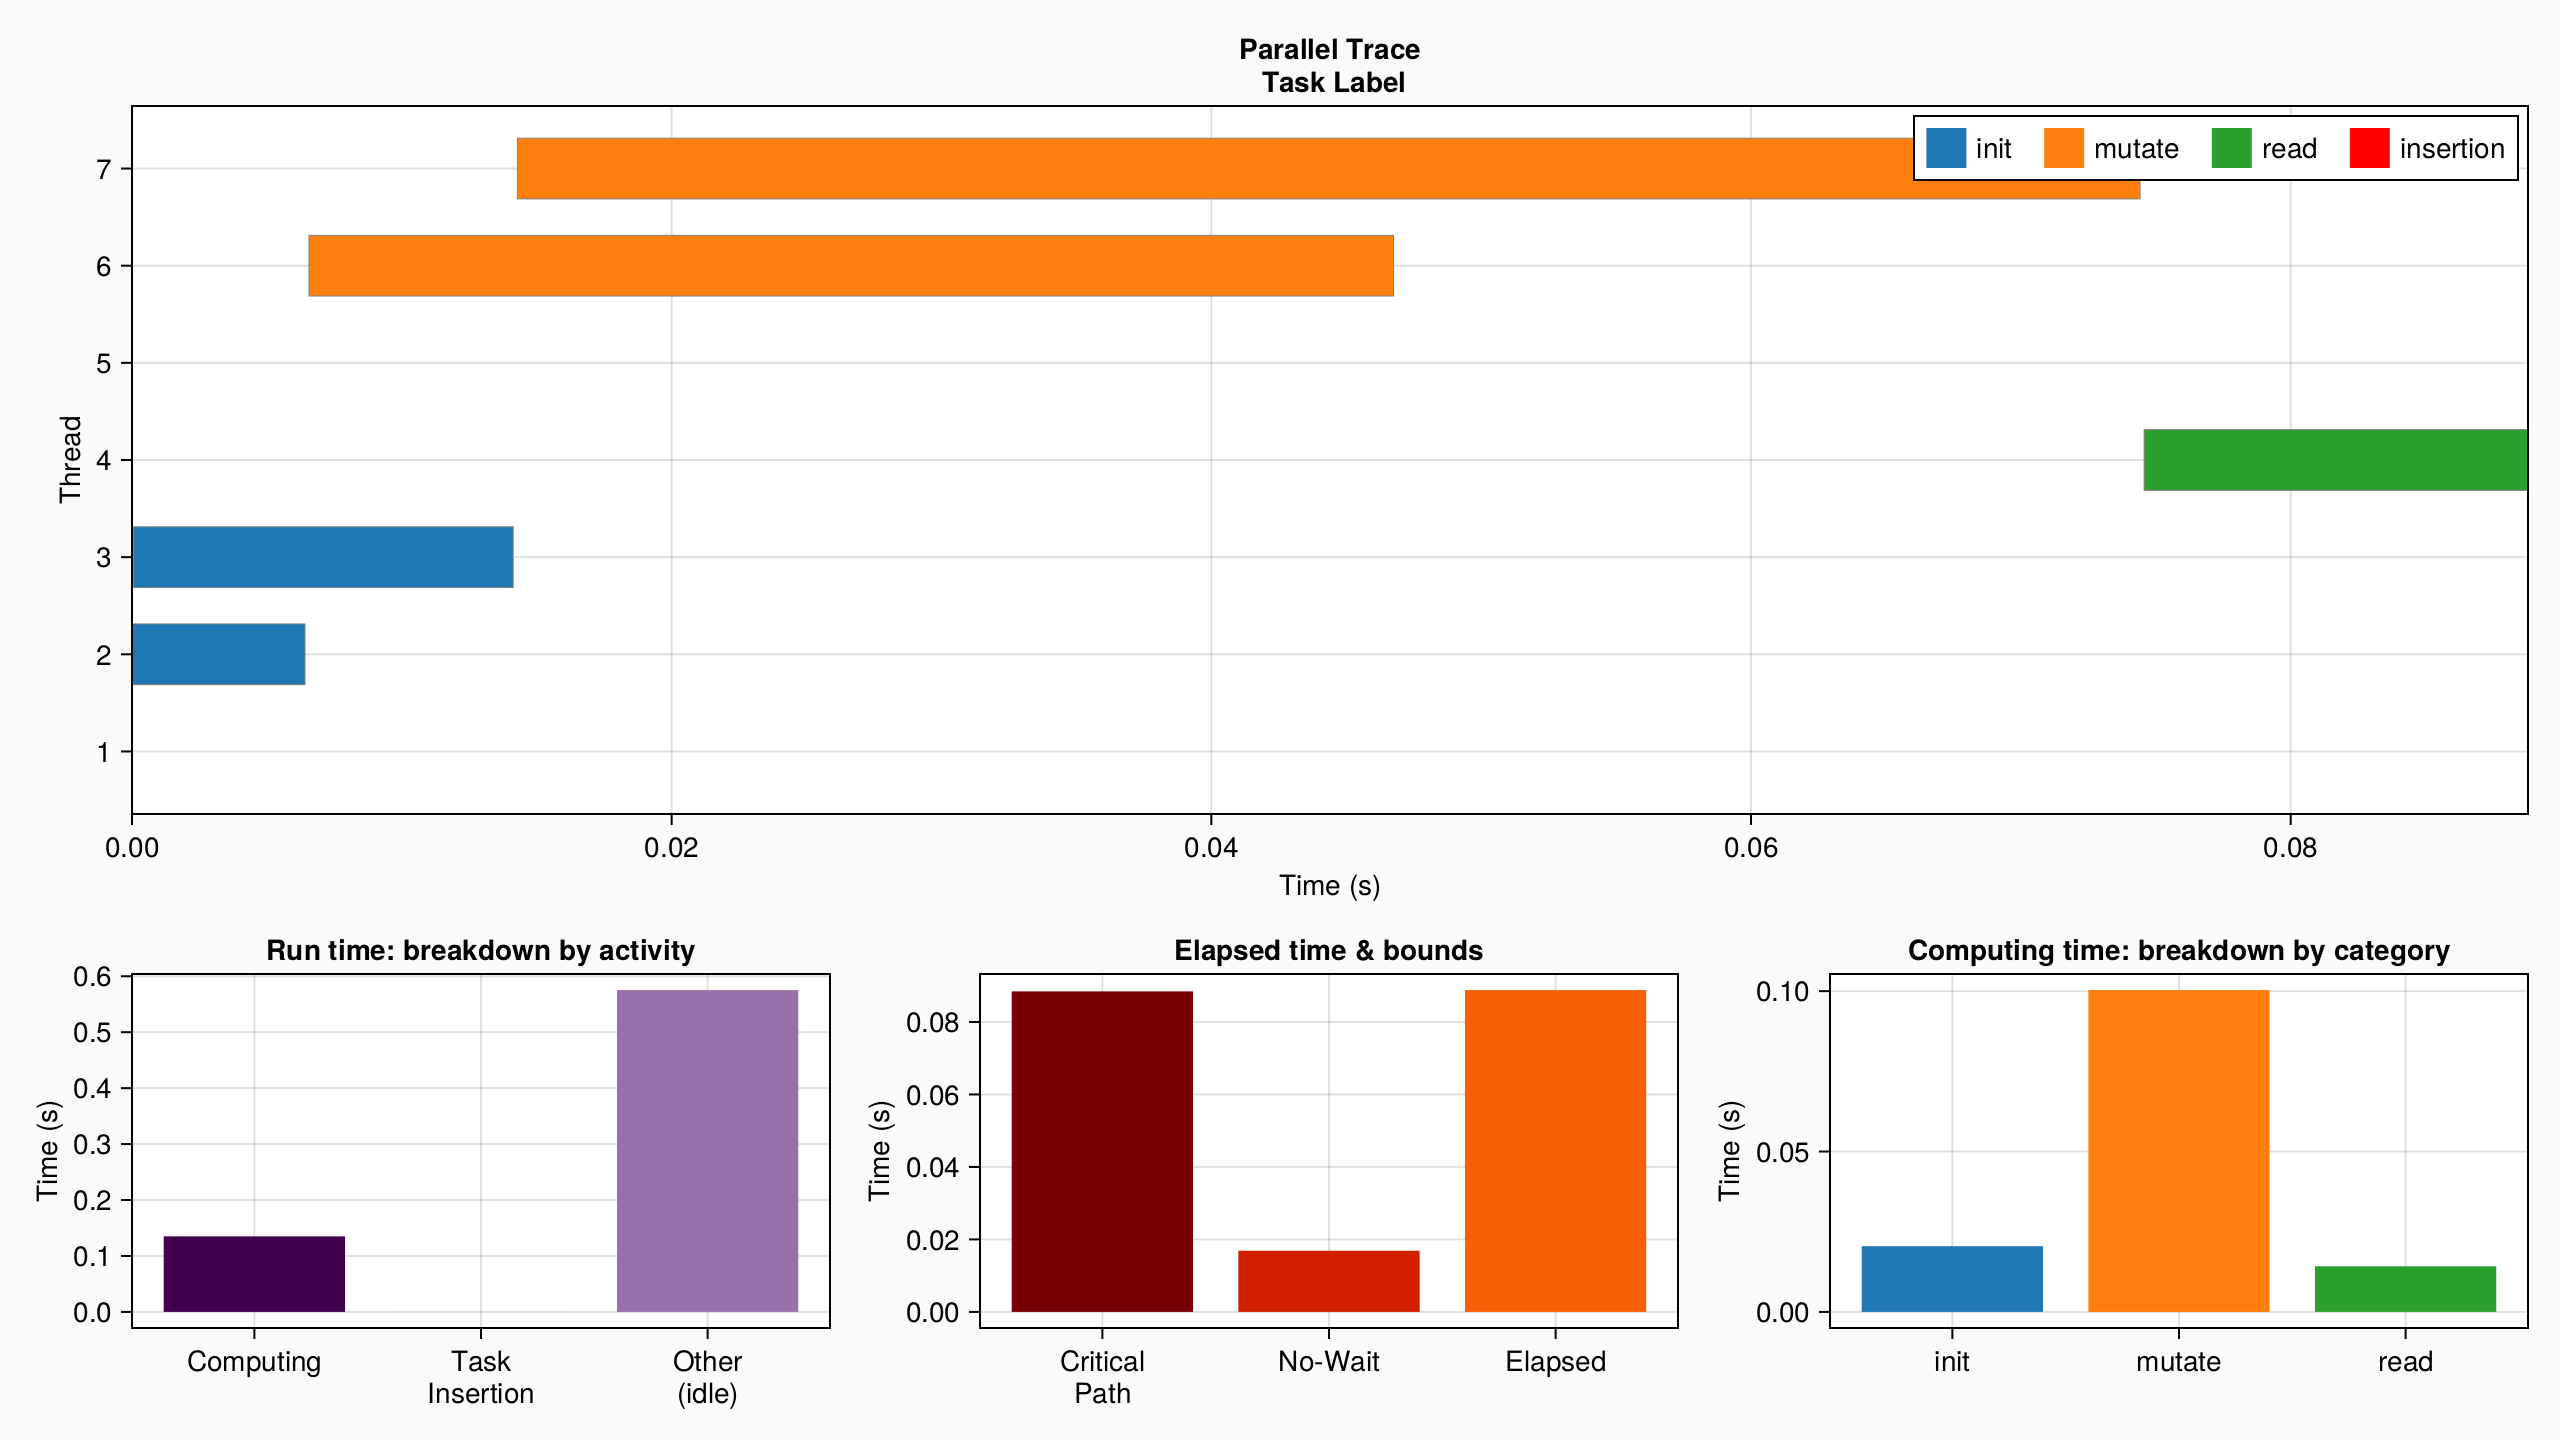 Parallel Trace
Task Label
init
mutate
read
insertion
7
6
5
4
3
2
1
Thread
0.00
0.02
0.04
0.06
0.08
Time (s)
Run time: breakdown by activity
0.6
0.5
0.4
0.3
0.2
0.1
0.0
Time (s)
Computing
Task
Insertion
Other
(idle)
Elapsed time & bounds
0.08
0.06
0.04
0.02
0.00
Time (s)
Critical
Path
No-Wait
Elapsed
Computing time: breakdown by category
0.10
0.05
0.00
Time (s)
init
mutate
read